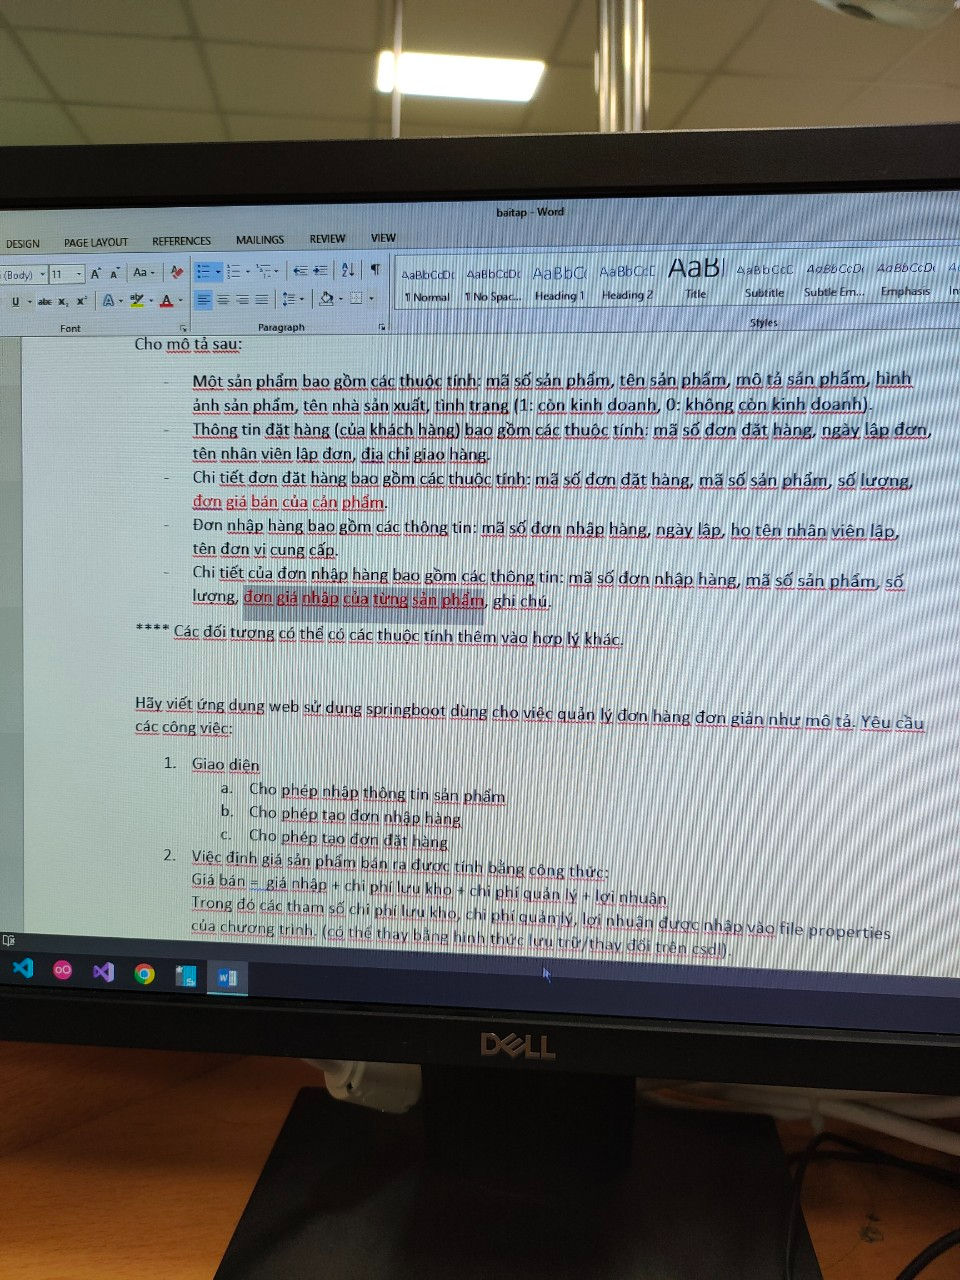 baitap - Word
DESIGN PAGE LAYOUT REFERENCES MAILINGS REVIEW VIEW
(Body) 11 Aa
AaBbCcDc AaBbCcDc AaBbC AaBbCcD AaB AaBbCcD AaBbCcDc AaBbCcDc
U abc x₂ x² A aby A
¶ Normal ¶ No Spac... Heading 1 Heading 2 Title Subtitle Subtle Em... Emphasis
Font Paragraph Styles
Cho mô tả sau:
- Một sản phẩm bao gồm các thuộc tính: mã số sản phẩm, tên sản phẩm, mô tả sản phẩm, hình
ảnh sản phẩm, tên nhà sản xuất, tình trạng (1: còn kinh doanh, 0: không còn kinh doanh).
- Thông tin đặt hàng (của khách hàng) bao gồm các thuộc tính: mã số đơn đặt hàng, ngày lập đơn,
tên nhân viên lập đơn, địa chỉ giao hàng.
- Chi tiết đơn đặt hàng bao gồm các thuộc tính: mã số đơn đặt hàng, mã số sản phẩm, số lượng,
đơn giá bán của cản phẩm.
- Đơn nhập hàng bao gồm các thông tin: mã số đơn nhập hàng, ngày lập, họ tên nhân viên lập,
tên đơn vị cung cấp.
- Chi tiết của đơn nhập hàng bao gồm các thông tin: mã số đơn nhập hàng, mã số sản phẩm, số
lượng, đơn giá nhập của từng sản phẩm, ghi chú.
**** Các đối tượng có thể có các thuộc tính thêm vào hợp lý khác.
Hãy viết ứng dụng web sử dụng springboot dùng cho việc quản lý đơn hàng đơn giản như mô tả. Yêu cầu
các công việc:
1. Giao diện
a. Cho phép nhập thông tin sản phẩm
b. Cho phép tạo đơn nhập hàng
c. Cho phép tạo đơn đặt hàng
2. Việc định giá sản phẩm bán ra được tính bằng công thức:
Giá bán = giá nhập + chi phí lưu kho + chi phí quản lý + lợi nhuận
Trong đó các tham số chi phí lưu kho, chi phí quản lý, lợi nhuận được nhập vào file properties
của chương trình. (có thể thay bằng hình thức lưu trữ/thay đổi trên csdl).
DELL